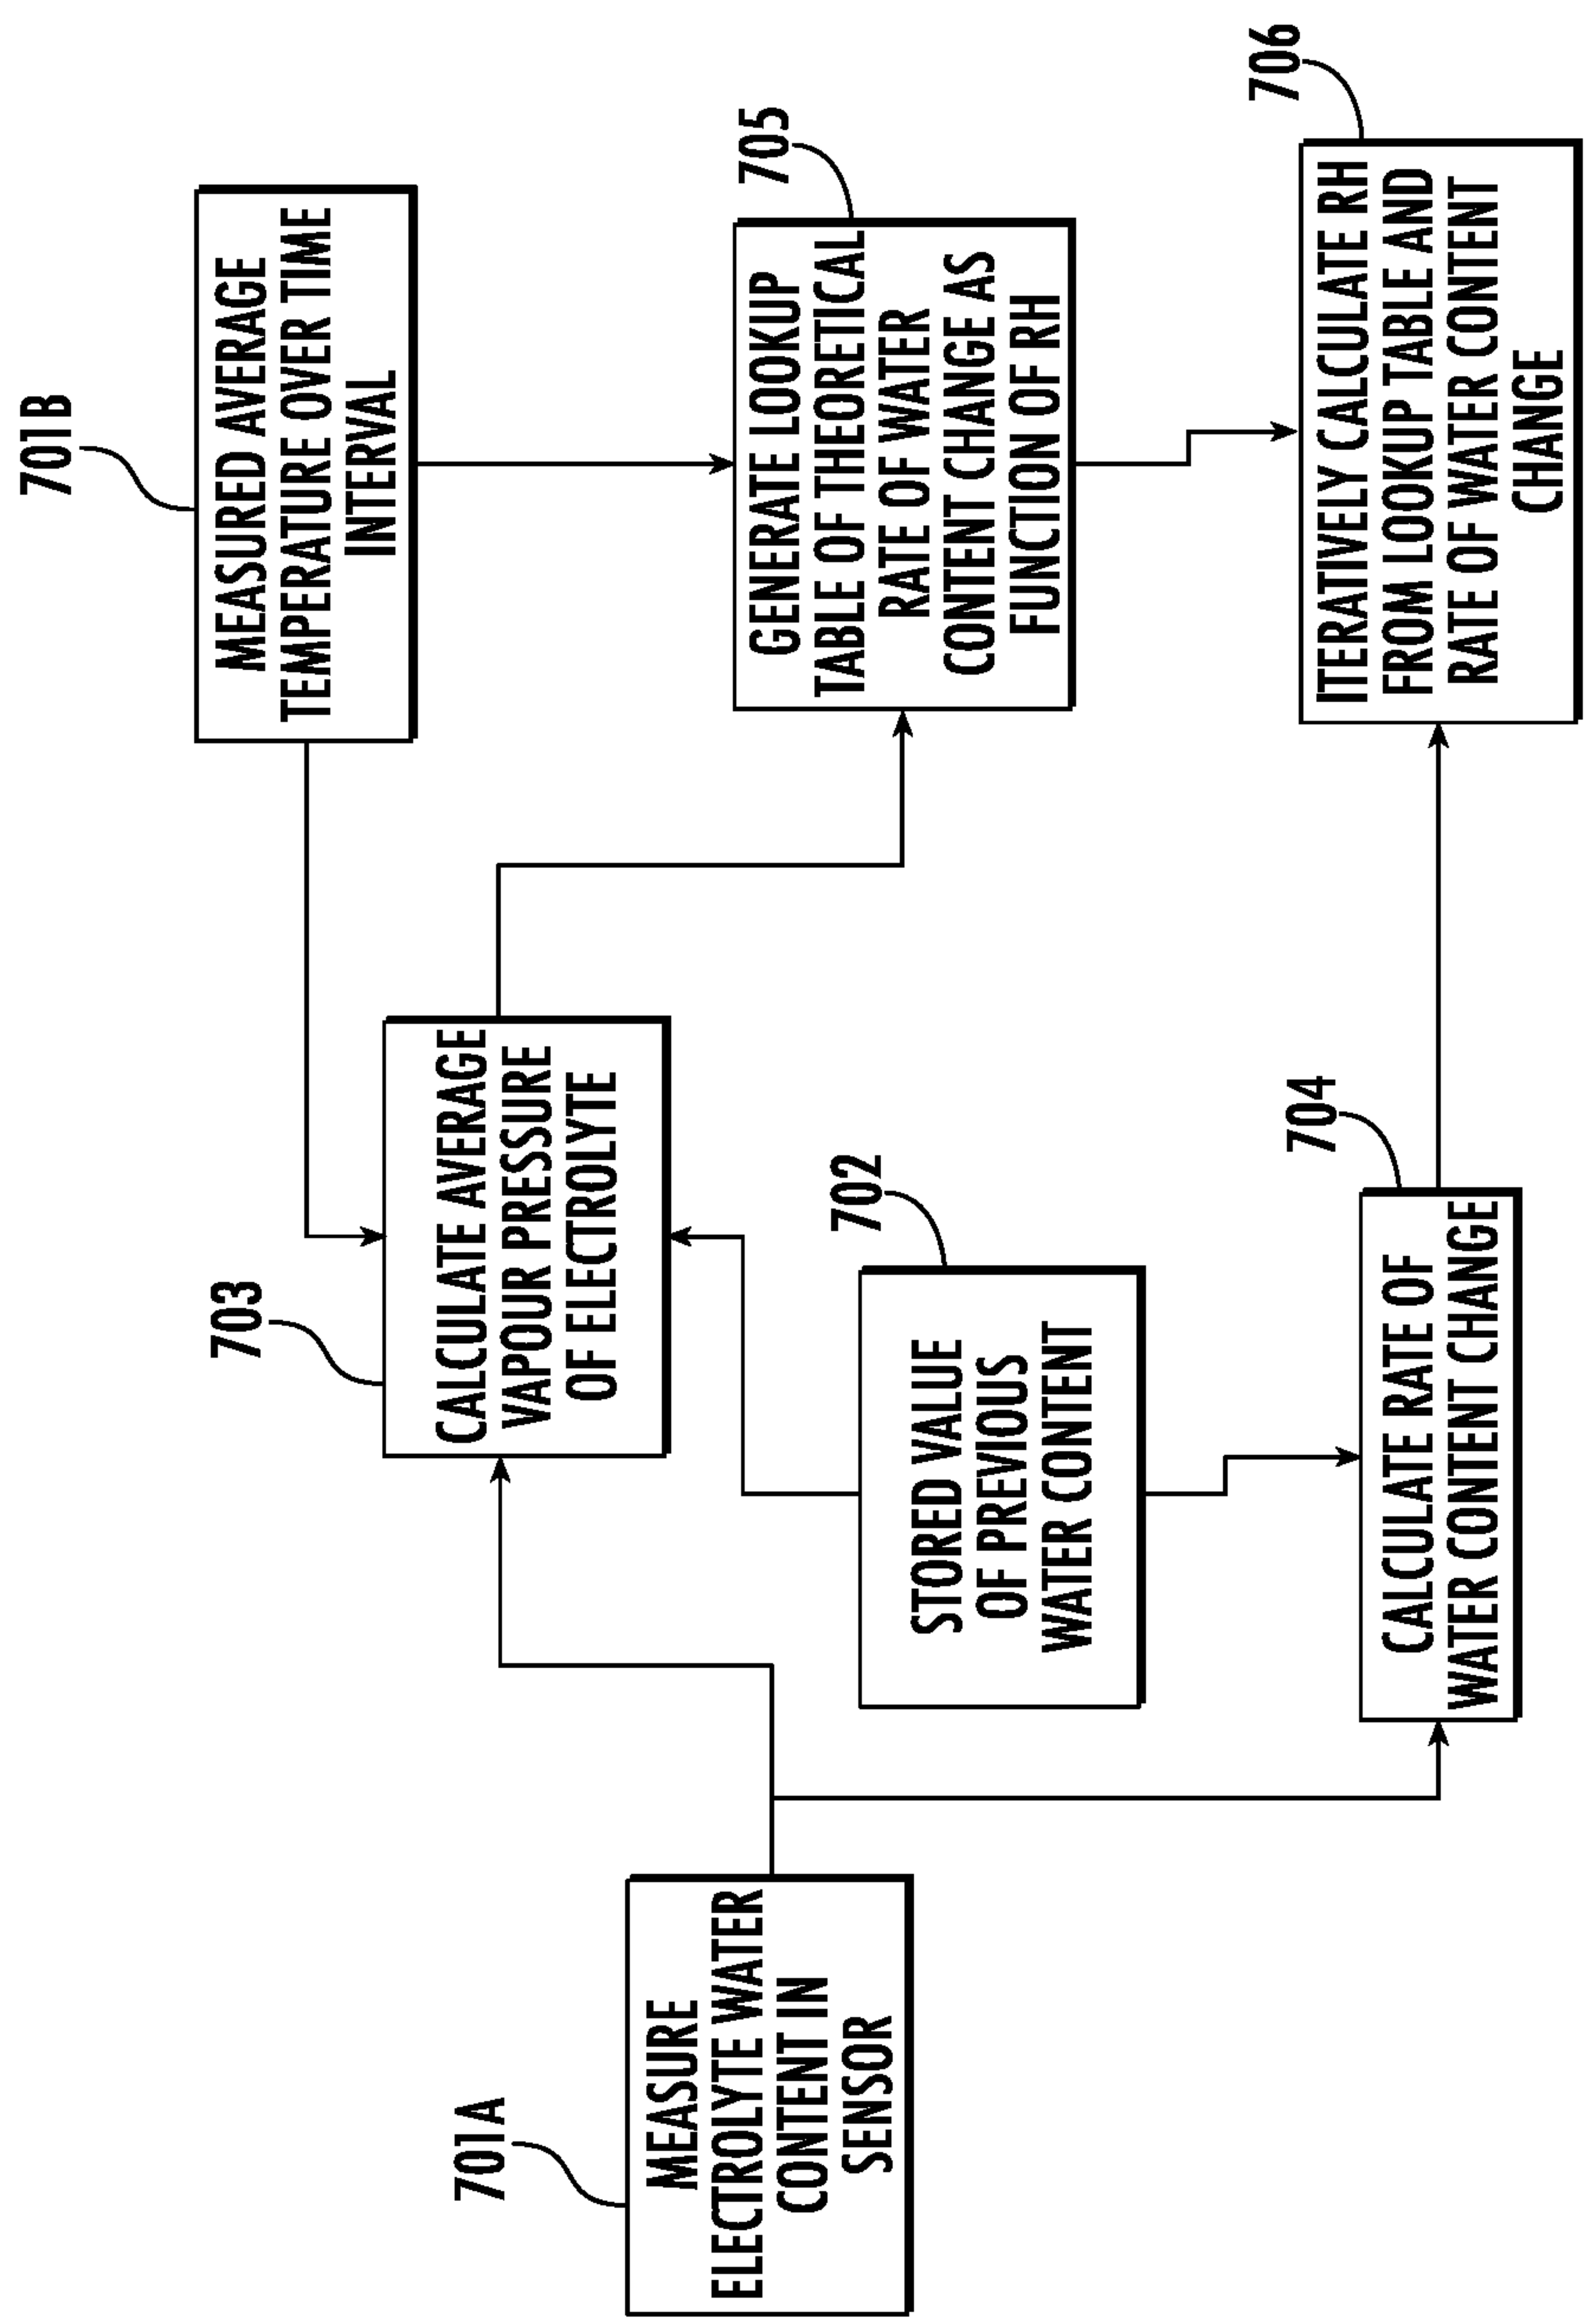 701B
MEASURED AVERAGE
TEMPERATURE OVER TIME
INTERVAL
703
CALCULATE AVERAGE
VAPOUR PRESSURE
OF ELECTROLYTE
701A
MEASURE
ELECTROLYTE WATER
CONTENT IN
SENSOR
705
GENERATE LOOKUP
TABLE OF THEORETICAL
RATE OF WATER
CONTENT CHANGE AS
FUNCTION OF RH
702
STORED VALUE
OF PREVIOUS
WATER CONTENT
704
CALCULATE RATE OF
WATER CONTENT CHANGE
706
ITERATIVELY CALCULATE RH
FROM LOOKUP TABLE AND
RATE OF WATER CONTENT
CHANGE